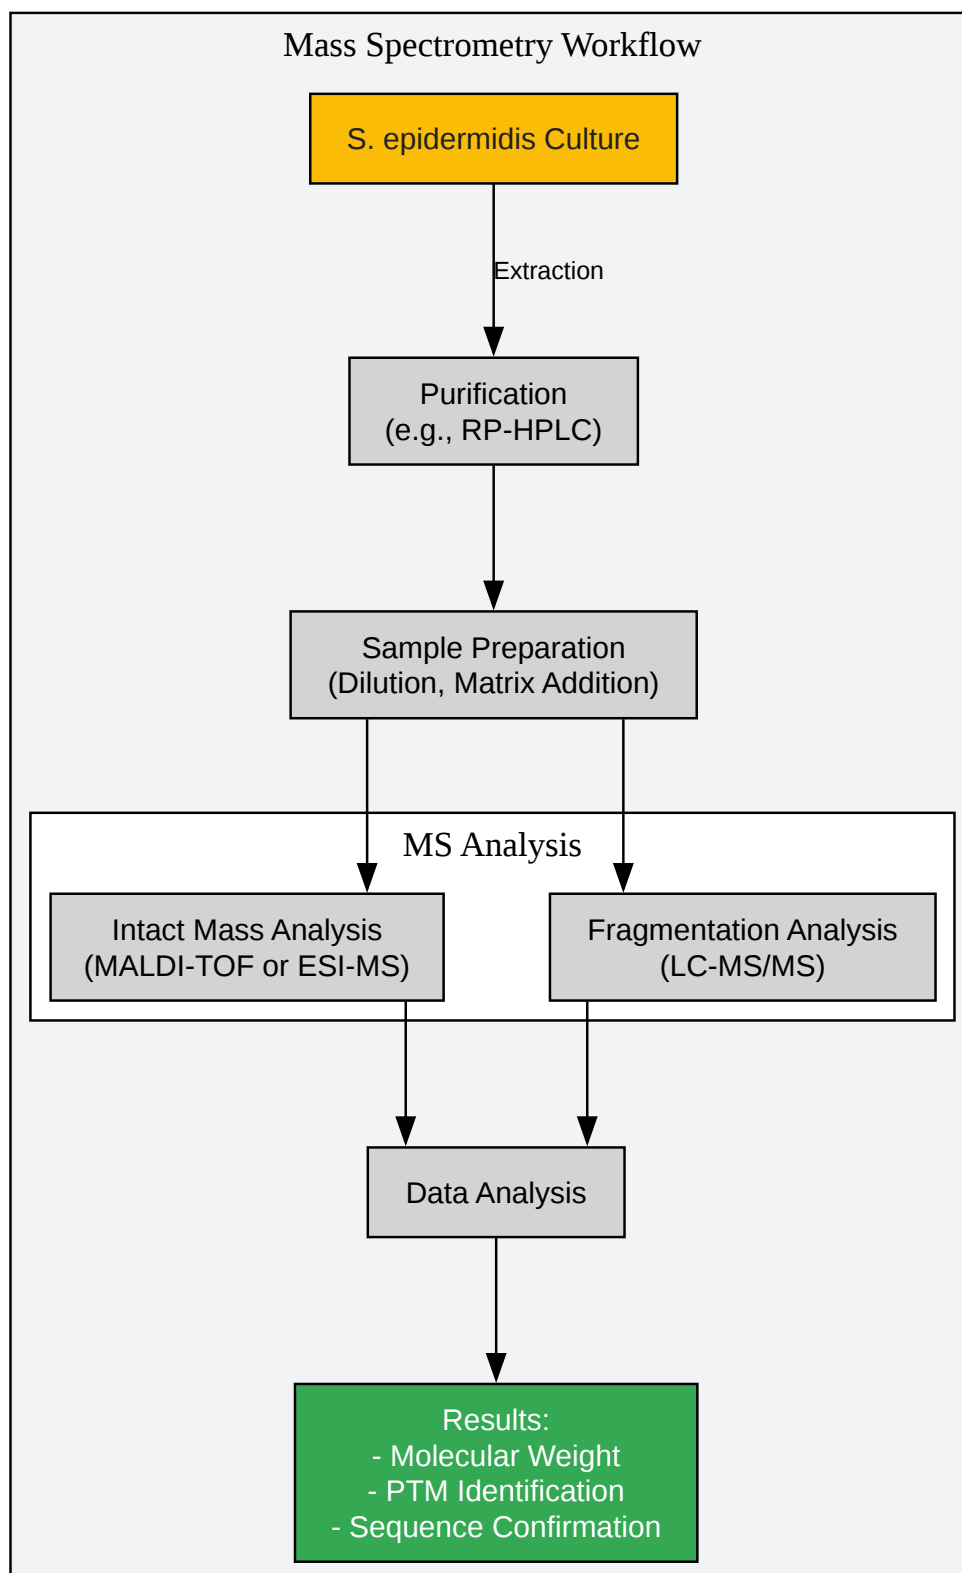 Mass Spectrometry Workflow
S. epidermidis Culture
Extraction
Purification
(e.g., RP-HPLC)
Sample Preparation
(Dilution, Matrix Addition)
MS Analysis
Intact Mass Analysis
(MALDI-TOF or ESI-MS)
Fragmentation Analysis
(LC-MS/MS)
Data Analysis
Results:
- Molecular Weight
- PTM Identification
- Sequence Confirmation